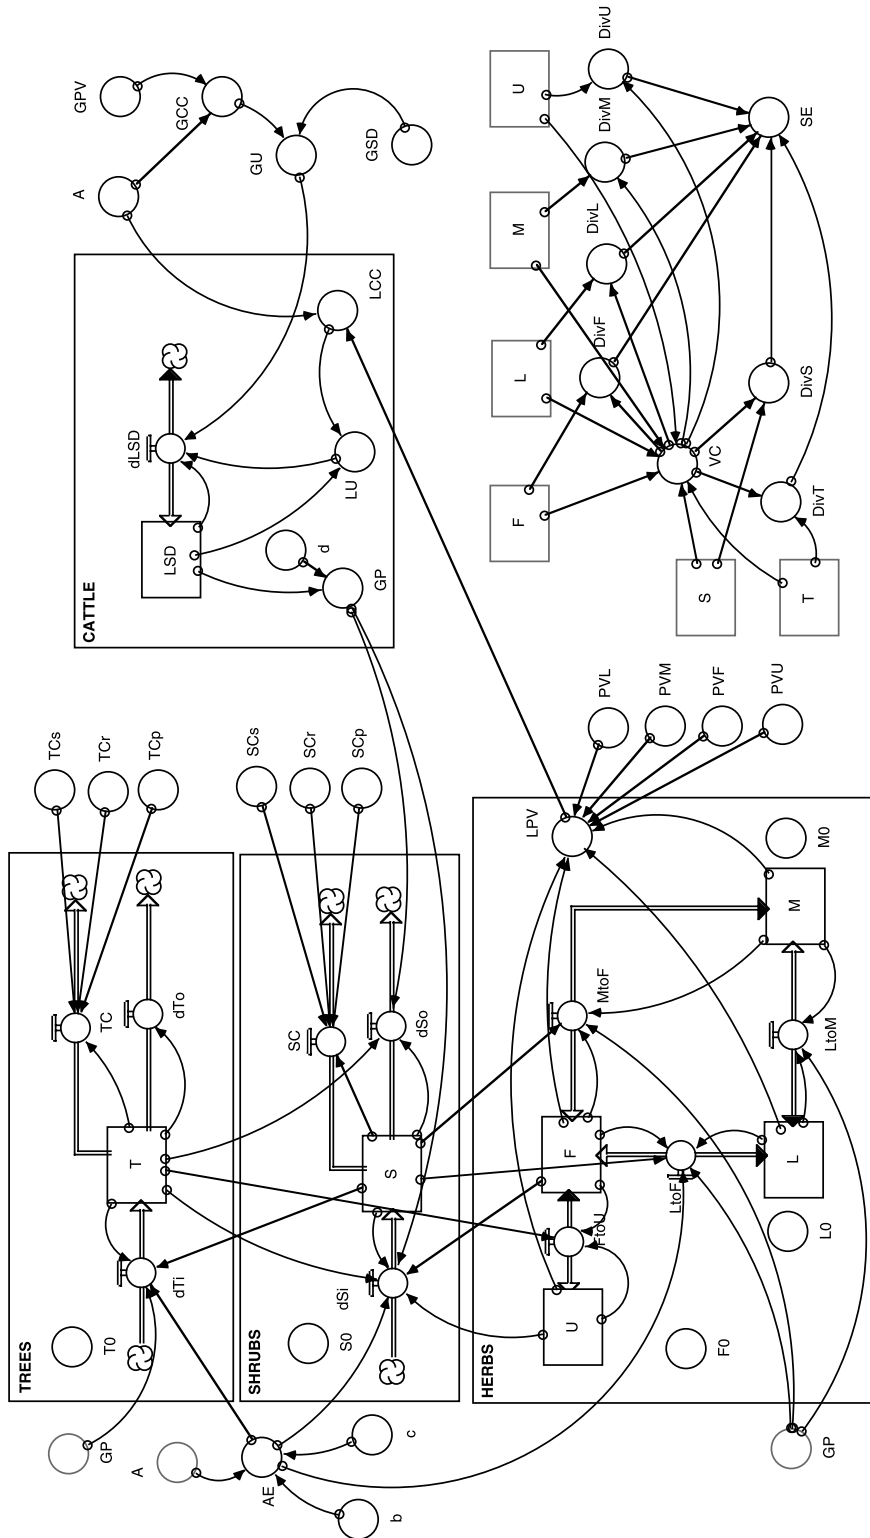 TREES
T0
GP
T
dTi
TC
dTo
TCs
TCr
TCp
SHRUBS
S0
S
dSi
SC
dSo
SCs
SCr
SCp
A
AE
b
c
HERBS
U
FtoU
F
MtoF
LPV
F0
LtoF
L0
L
LtoM
M
M0
GP
PVL
PVM
PVF
PVU
CATTLE
LSD
dLSD
d
GP
LU
LCC
A
GPV
GCC
GU
GSD
F
L
M
U
DivF
DivL
DivM
DivU
S
VC
T
DivT
DivS
SE